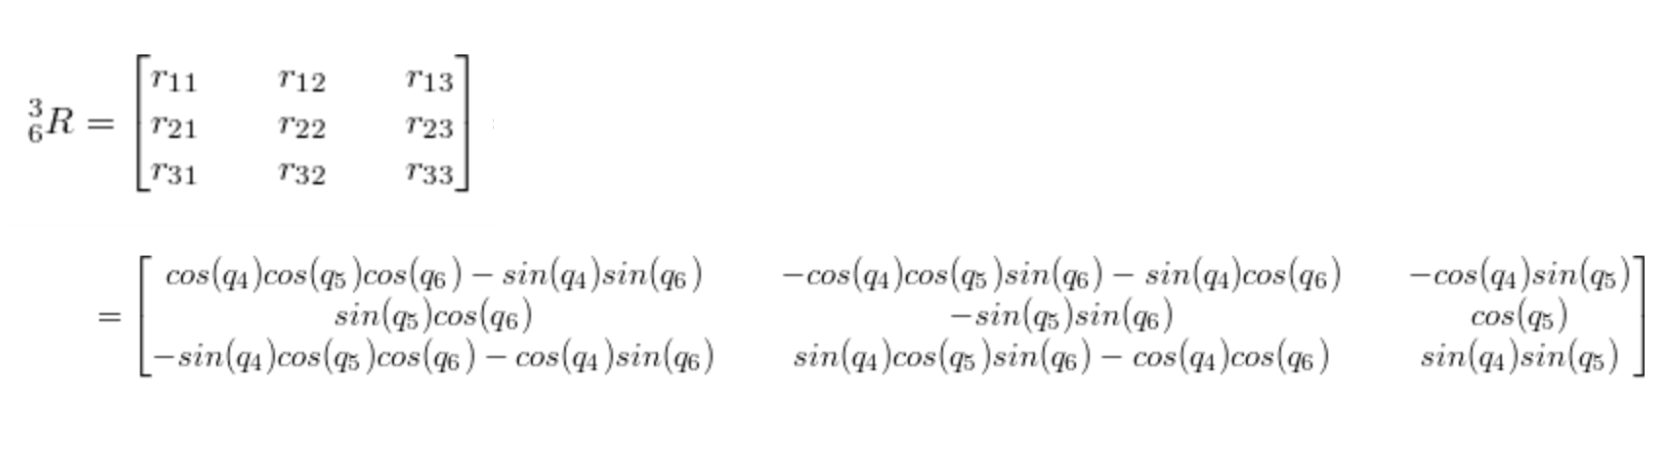 ³₆R = [ r₁₁ r₁₂ r₁₃
r₂₁ r₂₂ r₂₃
r₃₁ r₃₂ r₃₃ ]
= [ cos(q₄)cos(q₅)cos(q₆) − sin(q₄)sin(q₆) −cos(q₄)cos(q₅)sin(q₆) − sin(q₄)cos(q₆) −cos(q₄)sin(q₅)
sin(q₅)cos(q₆) −sin(q₅)sin(q₆) cos(q₅)
−sin(q₄)cos(q₅)cos(q₆) − cos(q₄)sin(q₆) sin(q₄)cos(q₅)sin(q₆) − cos(q₄)cos(q₆) sin(q₄)sin(q₅) ]